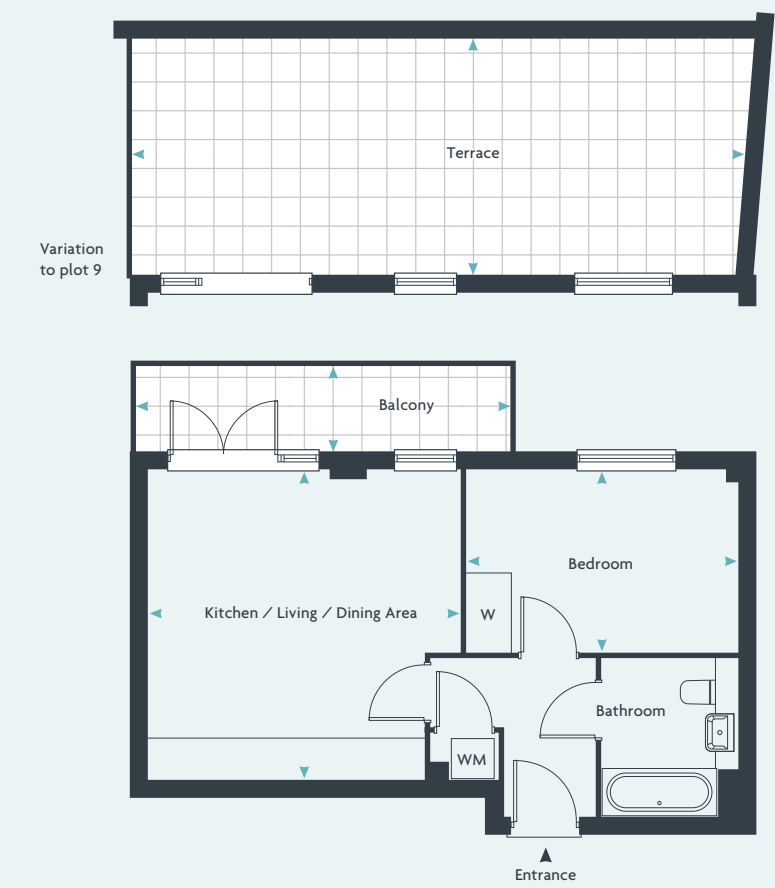 Terrace
Variation
to plot 9
Balcony
Bedroom
Kitchen / Living / Dining Area
W
Bathroom
WM
Entrance